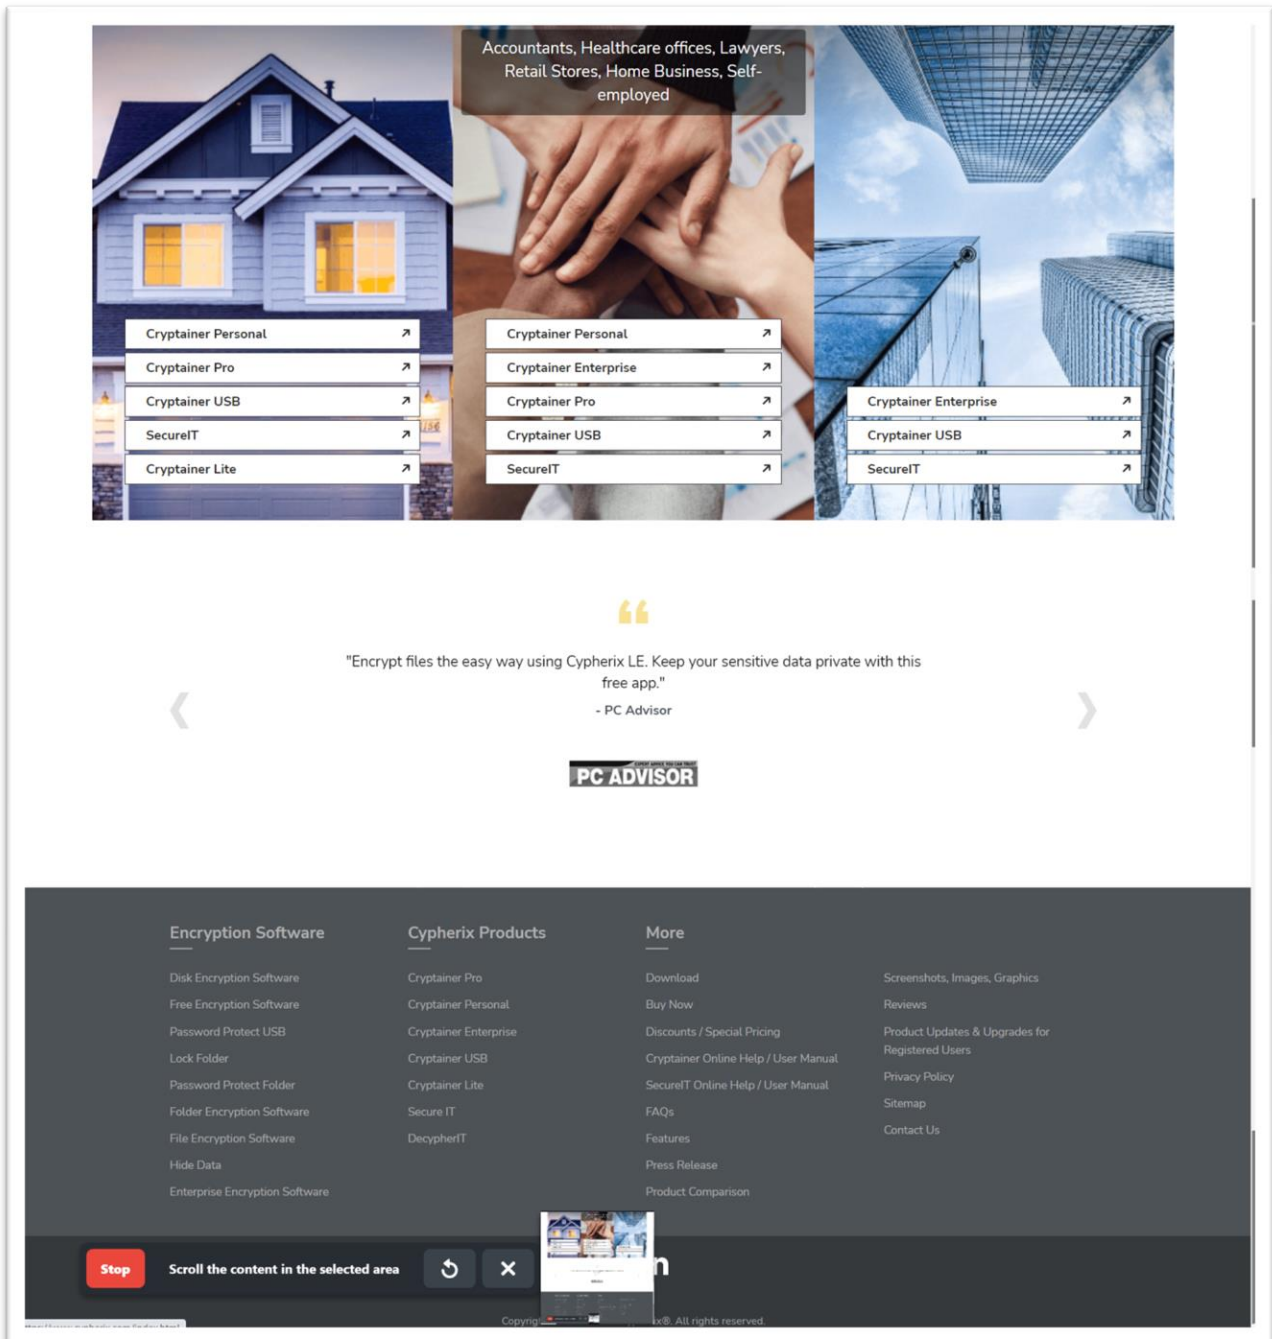 Accountants, Healthcare offices, Lawyers,
Retail Stores, Home Business, Self-
employed
Cryptainer Personal
Cryptainer Pro
Cryptainer USB
SecureIT
Cryptainer Lite
Cryptainer Personal
Cryptainer Enterprise
Cryptainer Pro
Cryptainer USB
SecureIT
Cryptainer Enterprise
Cryptainer USB
SecureIT
"Encrypt files the easy way using Cypherix LE. Keep your sensitive data private with this
free app."
- PC Advisor
EXPERT ADVICE YOU CAN TRUST
PC ADVISOR
Encryption Software
Disk Encryption Software
Free Encryption Software
Password Protect USB
Lock Folder
Password Protect Folder
Folder Encryption Software
File Encryption Software
Hide Data
Enterprise Encryption Software
Cypherix Products
Cryptainer Pro
Cryptainer Personal
Cryptainer Enterprise
Cryptainer USB
Cryptainer Lite
Secure IT
DecypherIT
More
Download
Buy Now
Discounts / Special Pricing
Cryptainer Online Help / User Manual
SecureIT Online Help / User Manual
FAQs
Features
Press Release
Product Comparison
Screenshots, Images, Graphics
Reviews
Product Updates & Upgrades for
Registered Users
Privacy Policy
Sitemap
Contact Us
Stop
Scroll the content in the selected area
All rights reserved.